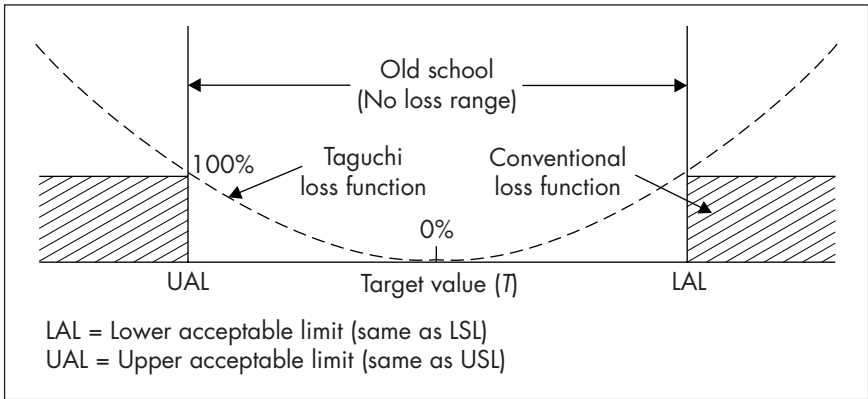 Old school
(No loss range)
100%
Taguchi
loss function
Conventional
loss function
0%
UAL
Target value (T)
LAL
LAL = Lower acceptable limit (same as LSL)
UAL = Upper acceptable limit (same as USL)